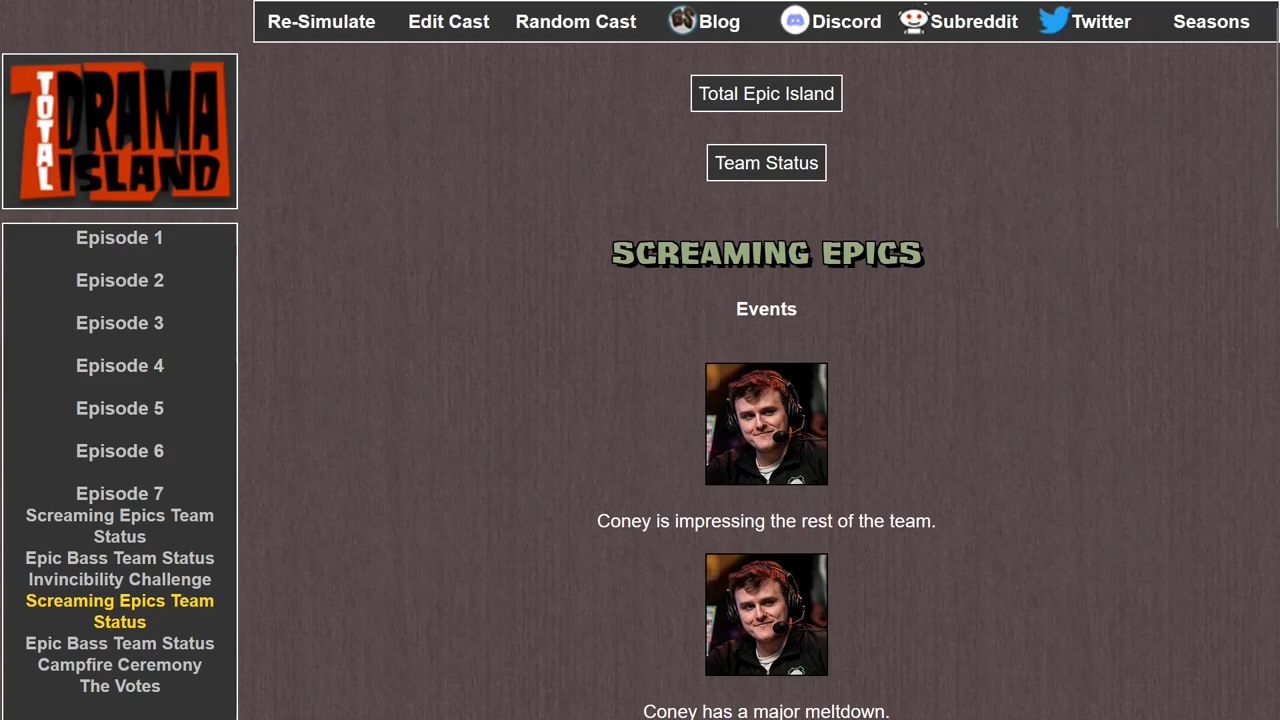 Re-Simulate Edit Cast Random Cast Blog Discord Subreddit Twitter Seasons
TOTAL
DRAMA
ISLAND
Episode 1
Episode 2
Episode 3
Episode 4
Episode 5
Episode 6
Episode 7
Screaming Epics Team
Status
Epic Bass Team Status
Invincibility Challenge
Screaming Epics Team
Status
Epic Bass Team Status
Campfire Ceremony
The Votes
Total Epic Island
Team Status
SCREAMING EPICS
Events
Coney is impressing the rest of the team.
Coney has a major meltdown.